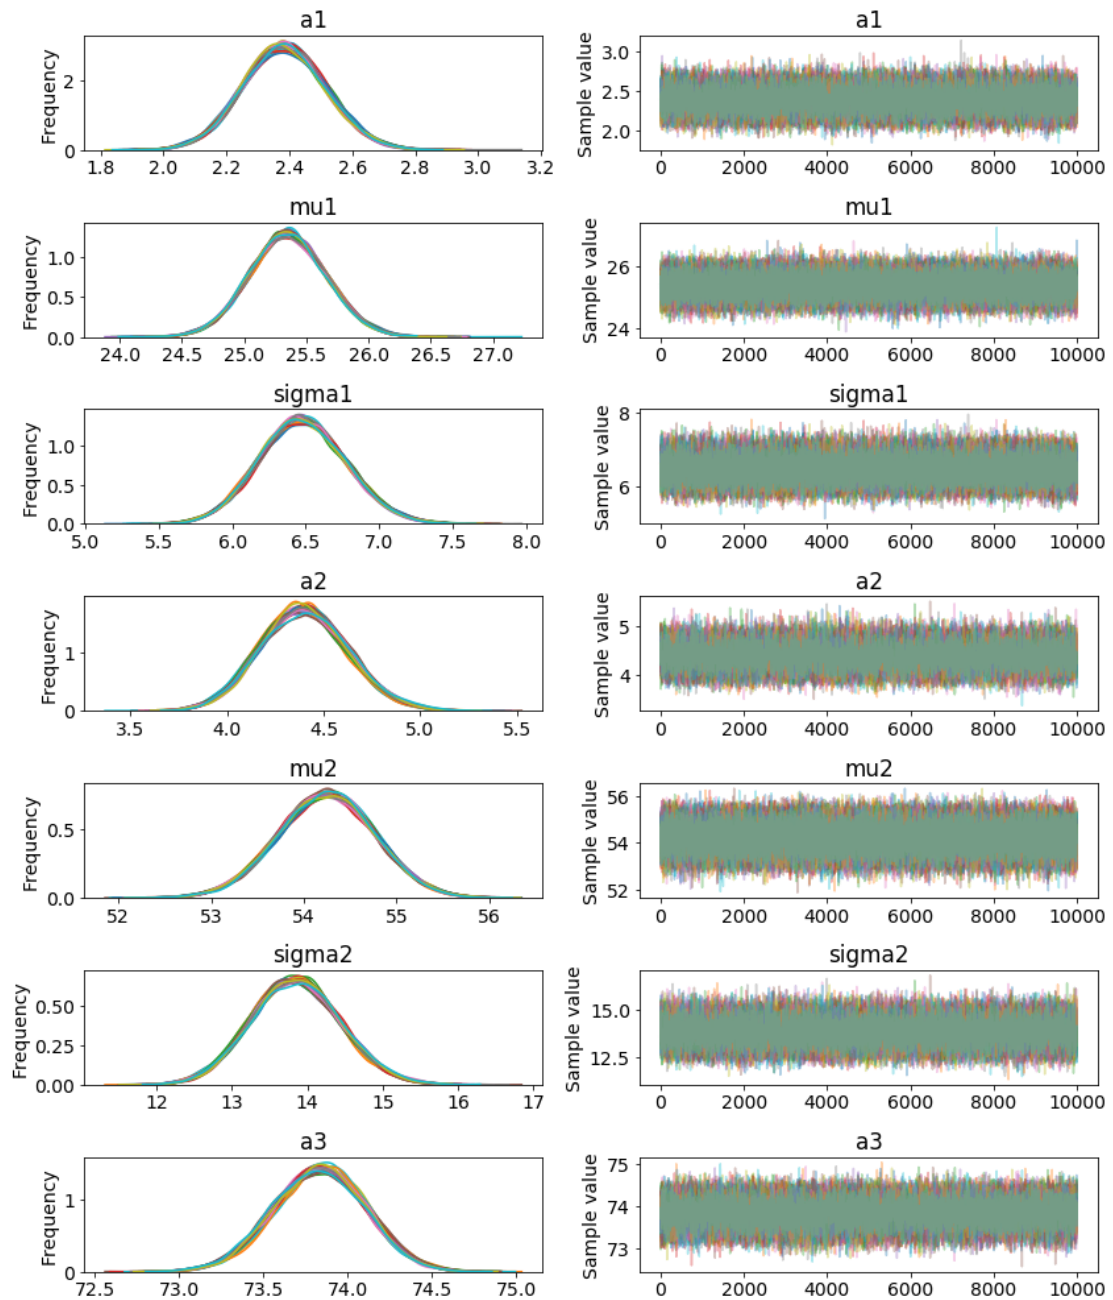 a1
Frequency
2
0
1.8 2.0 2.2 2.4 2.6 2.8 3.0 3.2
a1
Sample value
3.0
2.5
2.0
0 2000 4000 6000 8000 10000
mu1
Frequency
1.0
0.5
0.0
24.0 24.5 25.0 25.5 26.0 26.5 27.0
mu1
Sample value
26
24
0 2000 4000 6000 8000 10000
sigma1
Frequency
1.0
0.5
0.0
5.0 5.5 6.0 6.5 7.0 7.5 8.0
sigma1
Sample value
8
6
0 2000 4000 6000 8000 10000
a2
Frequency
1
0
3.5 4.0 4.5 5.0 5.5
a2
Sample value
5
4
0 2000 4000 6000 8000 10000
mu2
Frequency
0.5
0.0
52 53 54 55 56
mu2
Sample value
56
54
52
0 2000 4000 6000 8000 10000
sigma2
Frequency
0.50
0.25
0.00
12 13 14 15 16 17
sigma2
Sample value
15.0
12.5
0 2000 4000 6000 8000 10000
a3
Frequency
1
0
72.5 73.0 73.5 74.0 74.5 75.0
a3
Sample value
75
74
73
0 2000 4000 6000 8000 10000